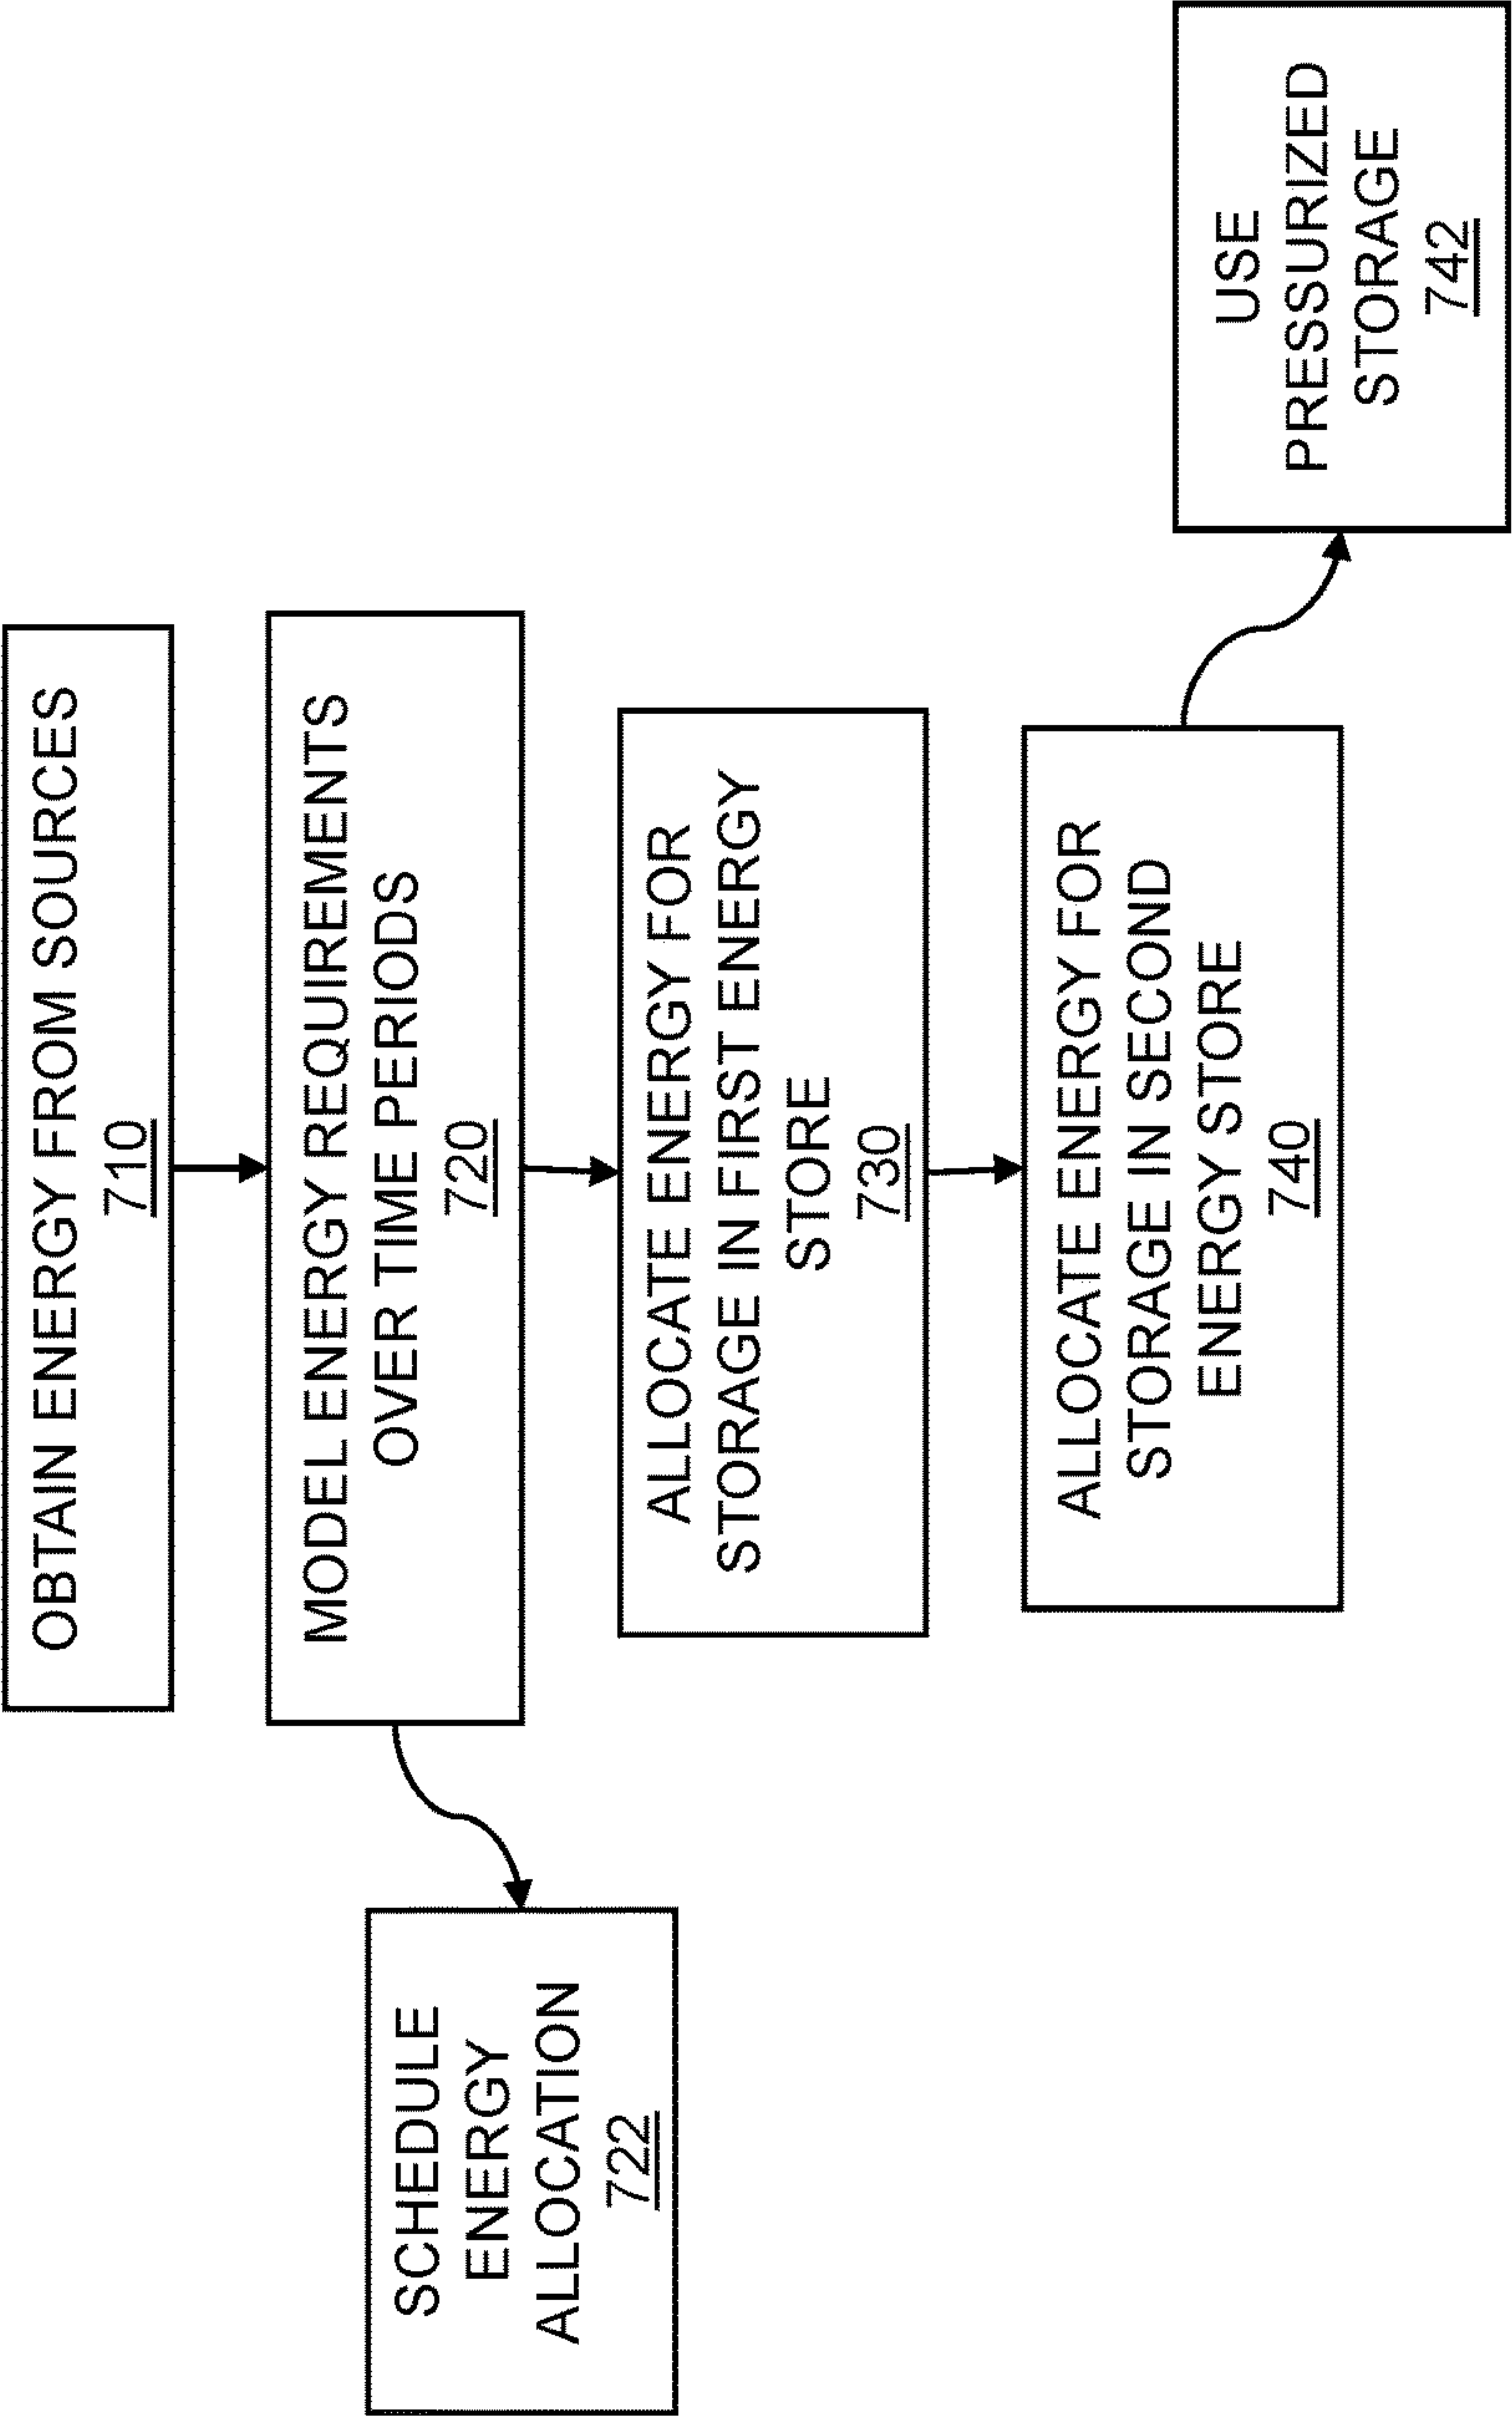 OBTAIN ENERGY FROM SOURCES
710
MODEL ENERGY REQUIREMENTS
OVER TIME PERIODS
720
SCHEDULE
ENERGY
ALLOCATION
722
ALLOCATE ENERGY FOR
STORAGE IN FIRST ENERGY
STORE
730
ALLOCATE ENERGY FOR
STORAGE IN SECOND
ENERGY STORE
740
USE
PRESSURIZED
STORAGE
742